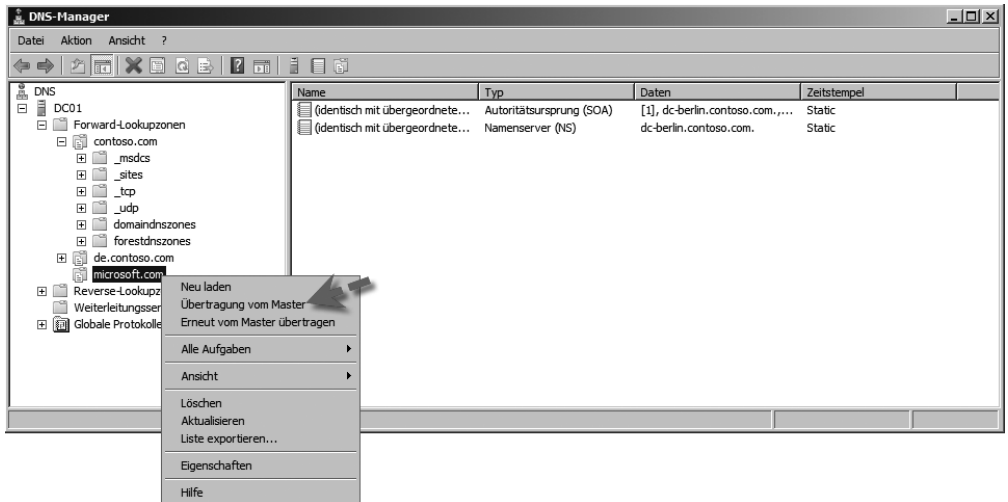 DNS-Manager
Datei Aktion Ansicht ?
DNS
DC01
Forward-Lookupzonen
contoso.com
_msdcs
_sites
_tcp
_udp
domaindnszones
forestdnszones
de.contoso.com
microsoft.com
Reverse-Lookupz
Weiterleitungsser
Globale Protokolle
Name Typ Daten Zeitstempel
(identisch mit übergeordnete... Autoritätsursprung (SOA) [1], dc-berlin.contoso.com.,... Static
(identisch mit übergeordnete... Namenserver (NS) dc-berlin.contoso.com. Static
Neu laden
Übertragung vom Master
Erneut vom Master übertragen
Alle Aufgaben
Ansicht
Löschen
Aktualisieren
Liste exportieren...
Eigenschaften
Hilfe